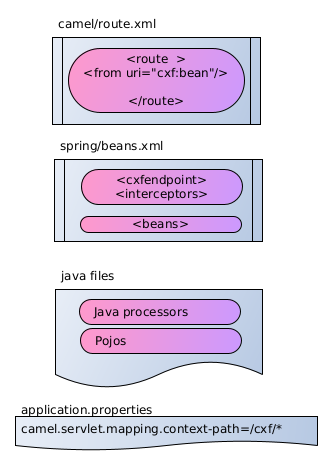 camel/route.xml
<route  >
<from uri="cxf:bean"/>
</route>
spring/beans.xml
<cxfendpoint>
<interceptors>
<beans>
java files
Java processors
Pojos
application.properties
camel.servlet.mapping.context-path=/cxf/*